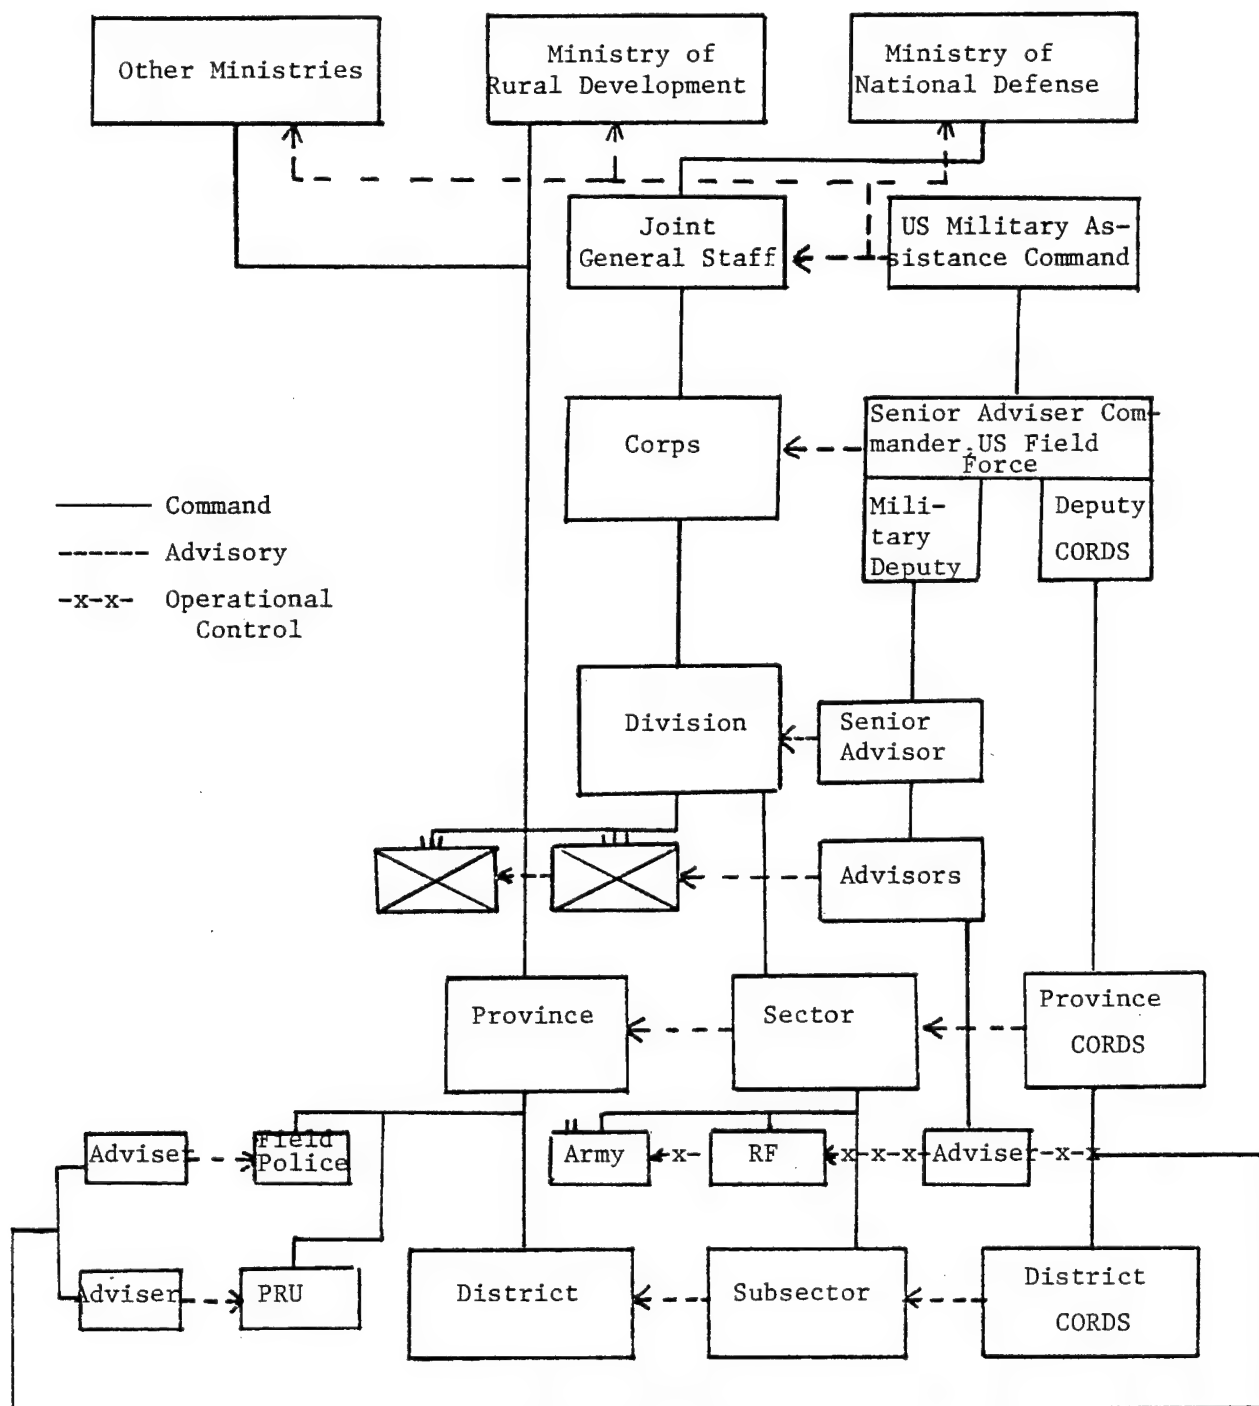 Other Ministries
Ministry of
Rural Development
Ministry of
National Defense
Joint
General Staff
US Military As-
sistance Command
Corps
Senior Adviser Com-
mander,US Field
Force
Mili-
tary
Deputy
Deputy
CORDS
Command
Advisory
-x-x- Operational
Control
Division
Senior
Advisor
Advisors
Province
Sector
Province
CORDS
Adviser
Field
Police
Army
-x-
RF
x-x-x-
Adviser
-x-x
Adviser
PRU
District
Subsector
District
CORDS